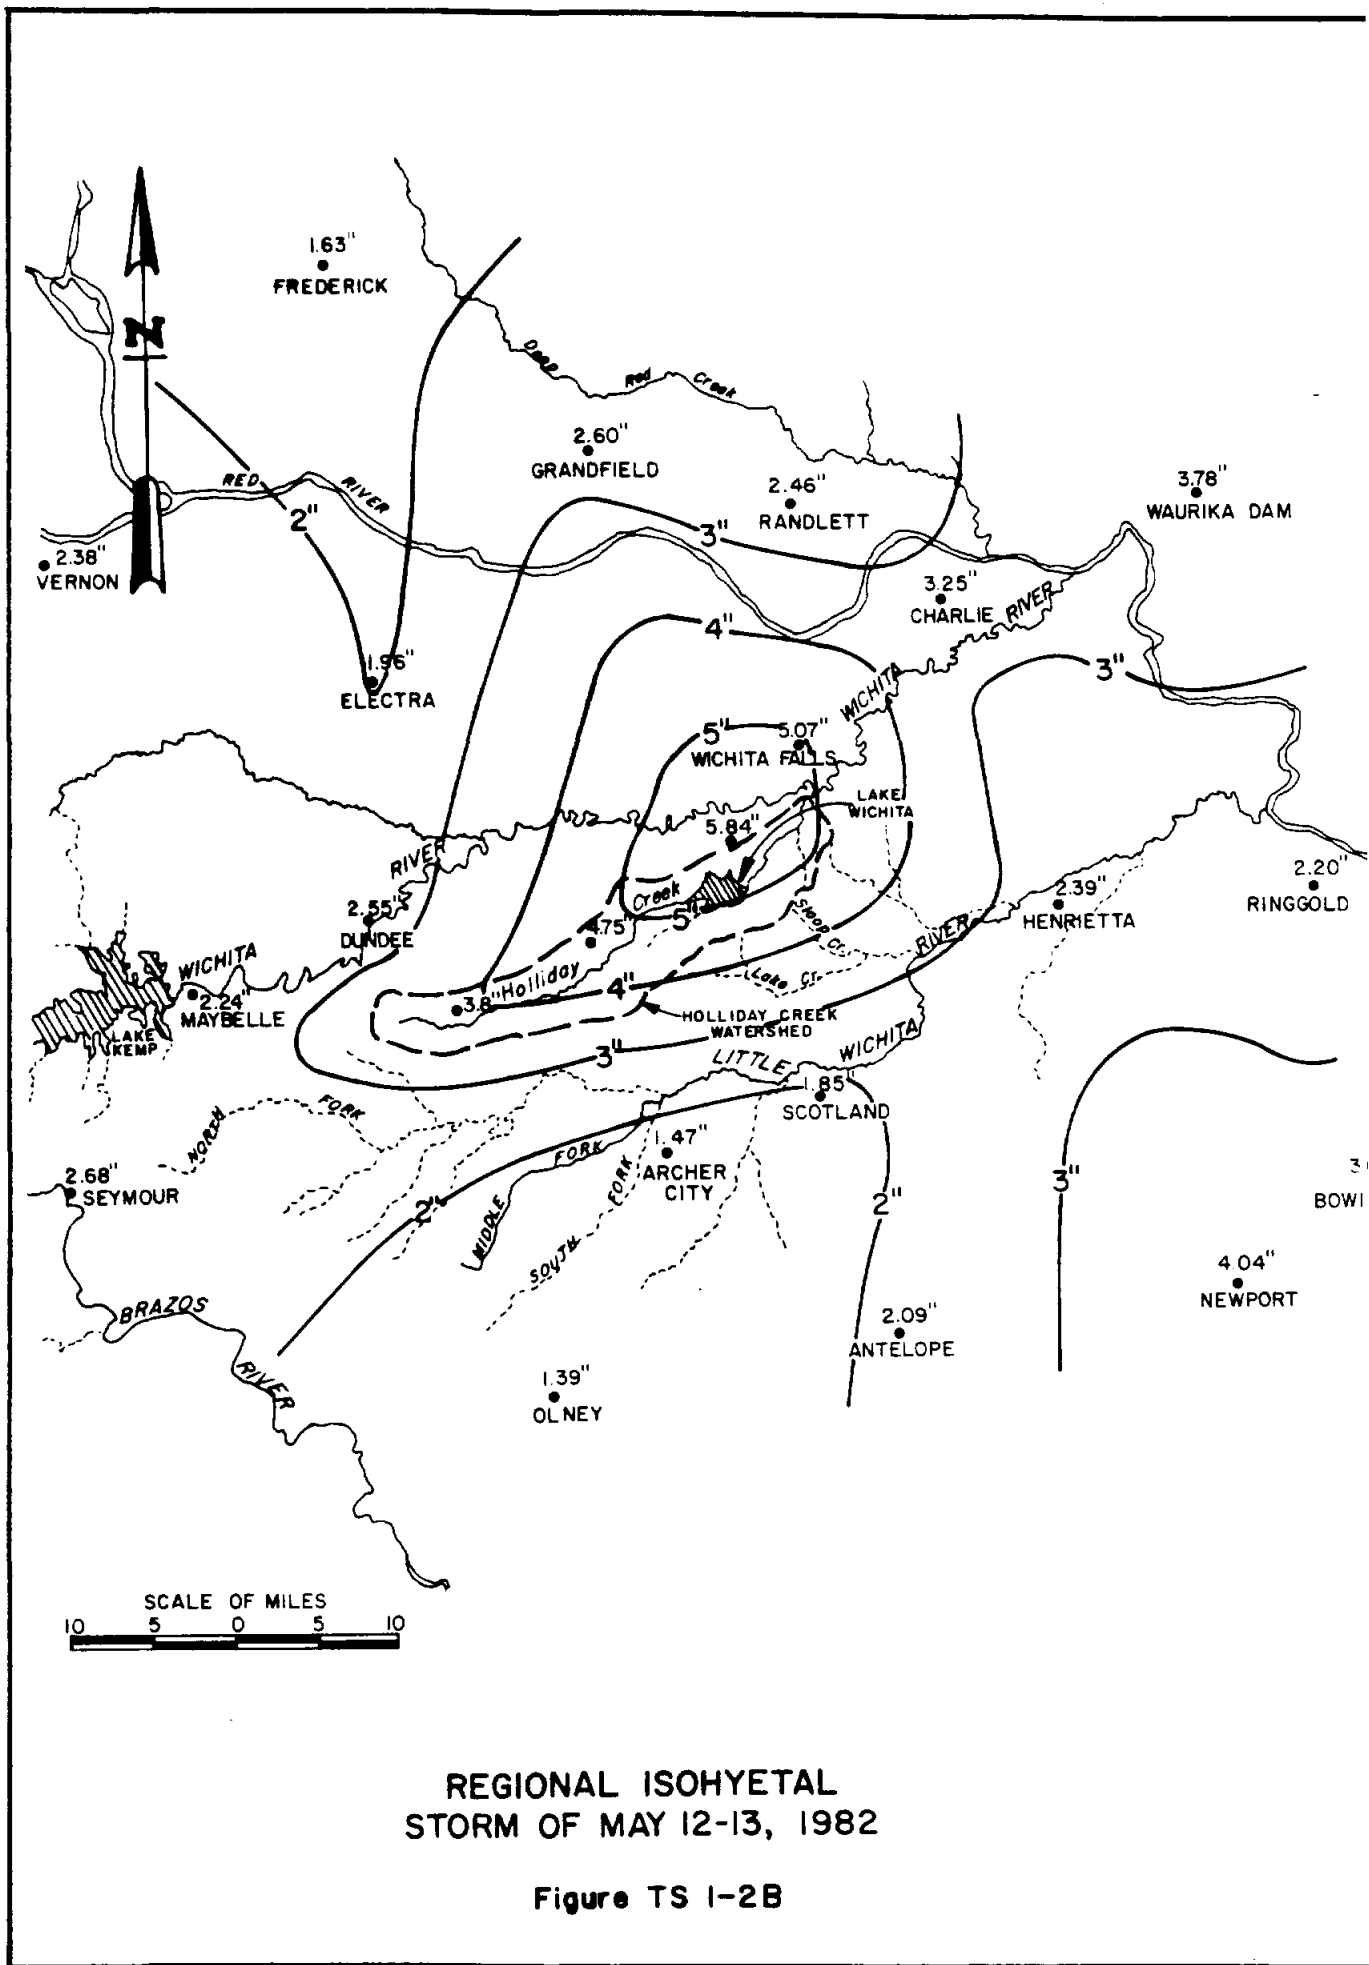 1.63"
FREDERICK
N
Deep Red Creek
2.60"
GRANDFIELD
2.46"
RANDLETT
3.78"
WAURIKA DAM
RED RIVER
2"
3"
2.38"
VERNON
3.25"
CHARLIE
RIVER
4"
3"
1.96"
ELECTRA
WICHITA
5"
5.07"
WICHITA FALLS
LAKE
WICHITA
5.84"
RIVER
2.20"
RINGGOLD
Creek
2.39"
HENRIETTA
2.55"
DUNDEE
5"
4.75"
Sloop Cr.
RIVER
WICHITA
Holliday
Lake Cr.
4"
3.8"
2.24"
MAYBELLE
LAKE
KEMP
HOLLIDAY CREEK
WATERSHED
3"
LITTLE WICHITA
1.85"
SCOTLAND
NORTH FORK
1.47"
ARCHER
CITY
MIDDLE FORK
SOUTH FORK
2.68"
SEYMOUR
2"
2"
3"
3
BOWI
4.04"
NEWPORT
BRAZOS
RIVER
2.09"
ANTELOPE
1.39"
OLNEY
SCALE OF MILES
10 5 0 5 10
REGIONAL ISOHYETAL
STORM OF MAY 12-13, 1982
Figure TS 1-2B